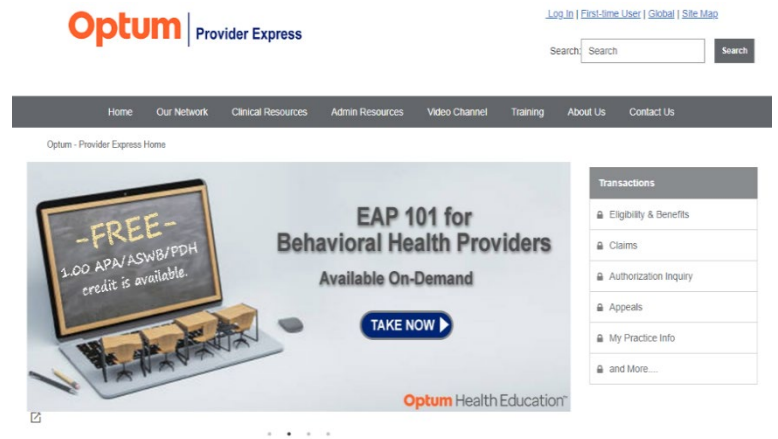 Log In | First-time User | Global | Site Map
Optum | Provider Express
Search: Search Search
Home Our Network Clinical Resources Admin Resources Video Channel Training About Us Contact Us
Optum - Provider Express Home
-FREE-
1.00 APA/ASWB/PDH
credit is available.
EAP 101 for
Behavioral Health Providers
Available On-Demand
TAKE NOW
Optum Health Education
Transactions
Eligibility & Benefits
Claims
Authorization Inquiry
Appeals
My Practice Info
and More....